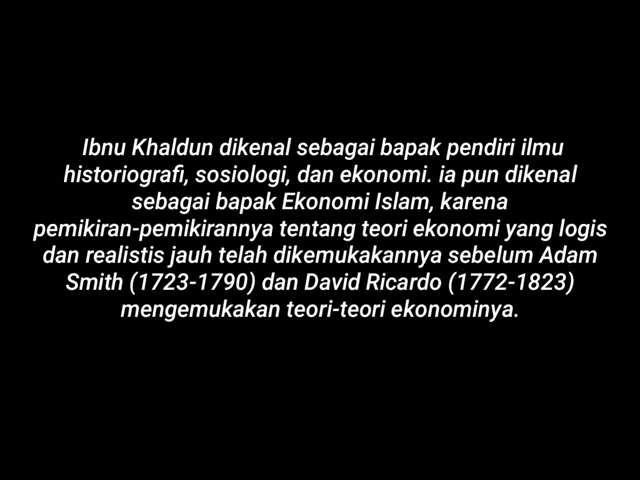 Ibnu Khaldun dikenal sebagai bapak pendiri ilmu
historiografi, sosiologi, dan ekonomi. ia pun dikenal
sebagai bapak Ekonomi Islam, karena
pemikiran-pemikirannya tentang teori ekonomi yang logis
dan realistis jauh telah dikemukakannya sebelum Adam
Smith (1723-1790) dan David Ricardo (1772-1823)
mengemukakan teori-teori ekonominya.